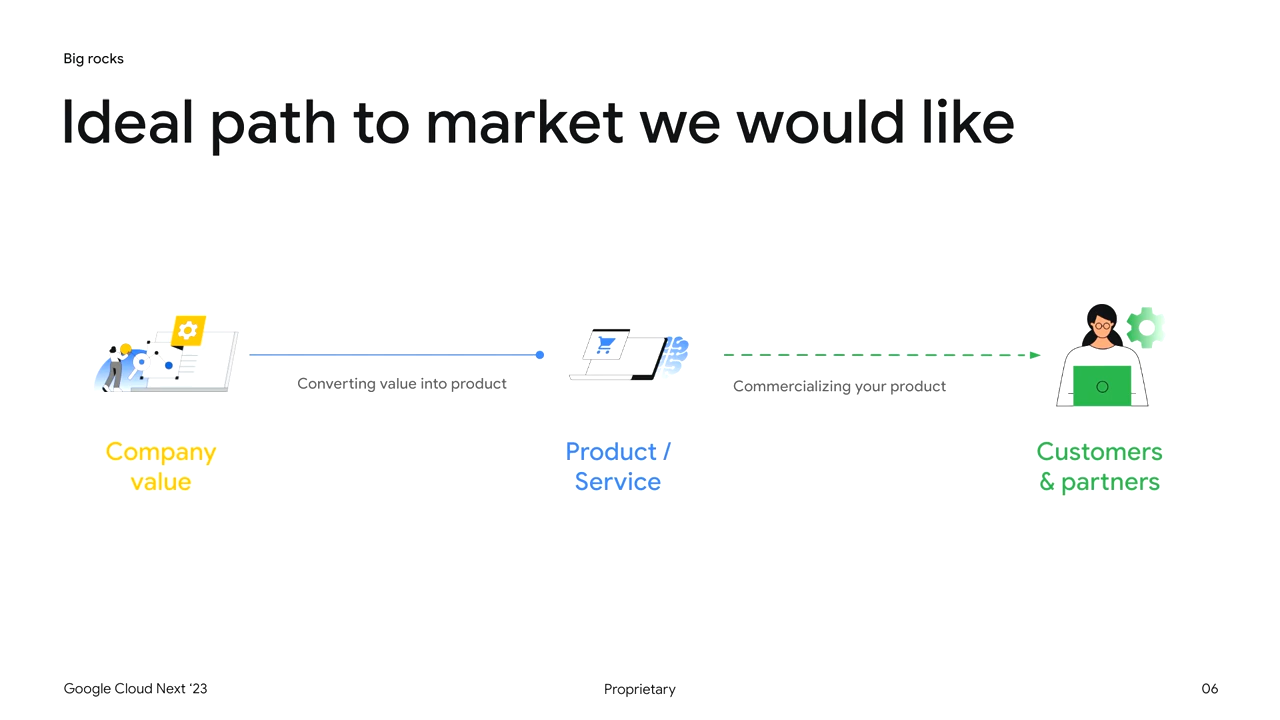 Big rocks
Ideal path to market we would like
Converting value into product
Commercializing your product
Company
value
Product /
Service
Customers
& partners
Google Cloud Next ‘23
Proprietary
06